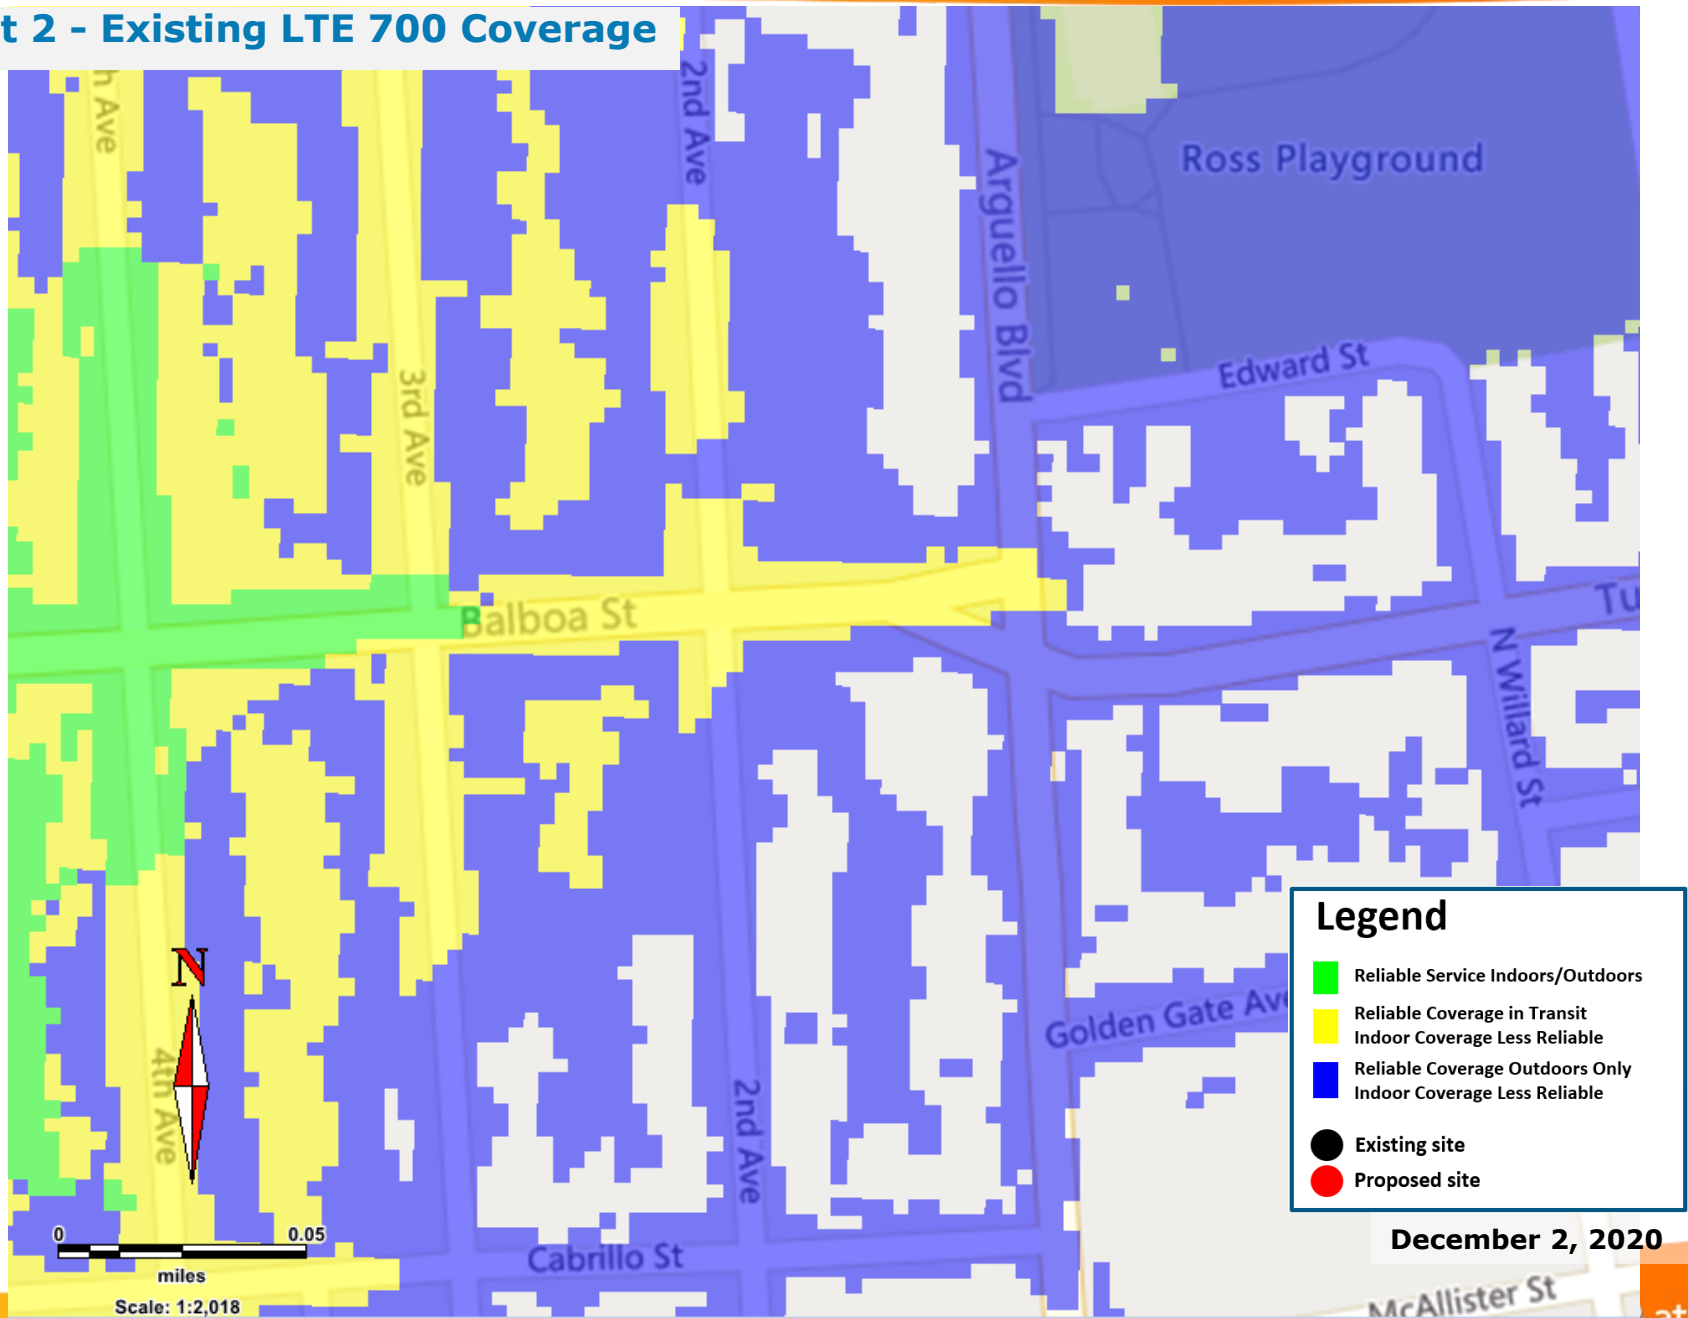 t 2 - Existing LTE 700 Coverage
h Ave
2nd Ave
Arguello Blvd
Ross Playground
3rd Ave
Edward St
Balboa St
Tu
N Willard St
Golden Gate Ave
4th Ave
2nd Ave
Cabrillo St
McAllister St
N
0 0.05
miles
Scale: 1:2,018
Legend
Reliable Service Indoors/Outdoors
Reliable Coverage in Transit
Indoor Coverage Less Reliable
Reliable Coverage Outdoors Only
Indoor Coverage Less Reliable
Existing site
Proposed site
December 2, 2020
at